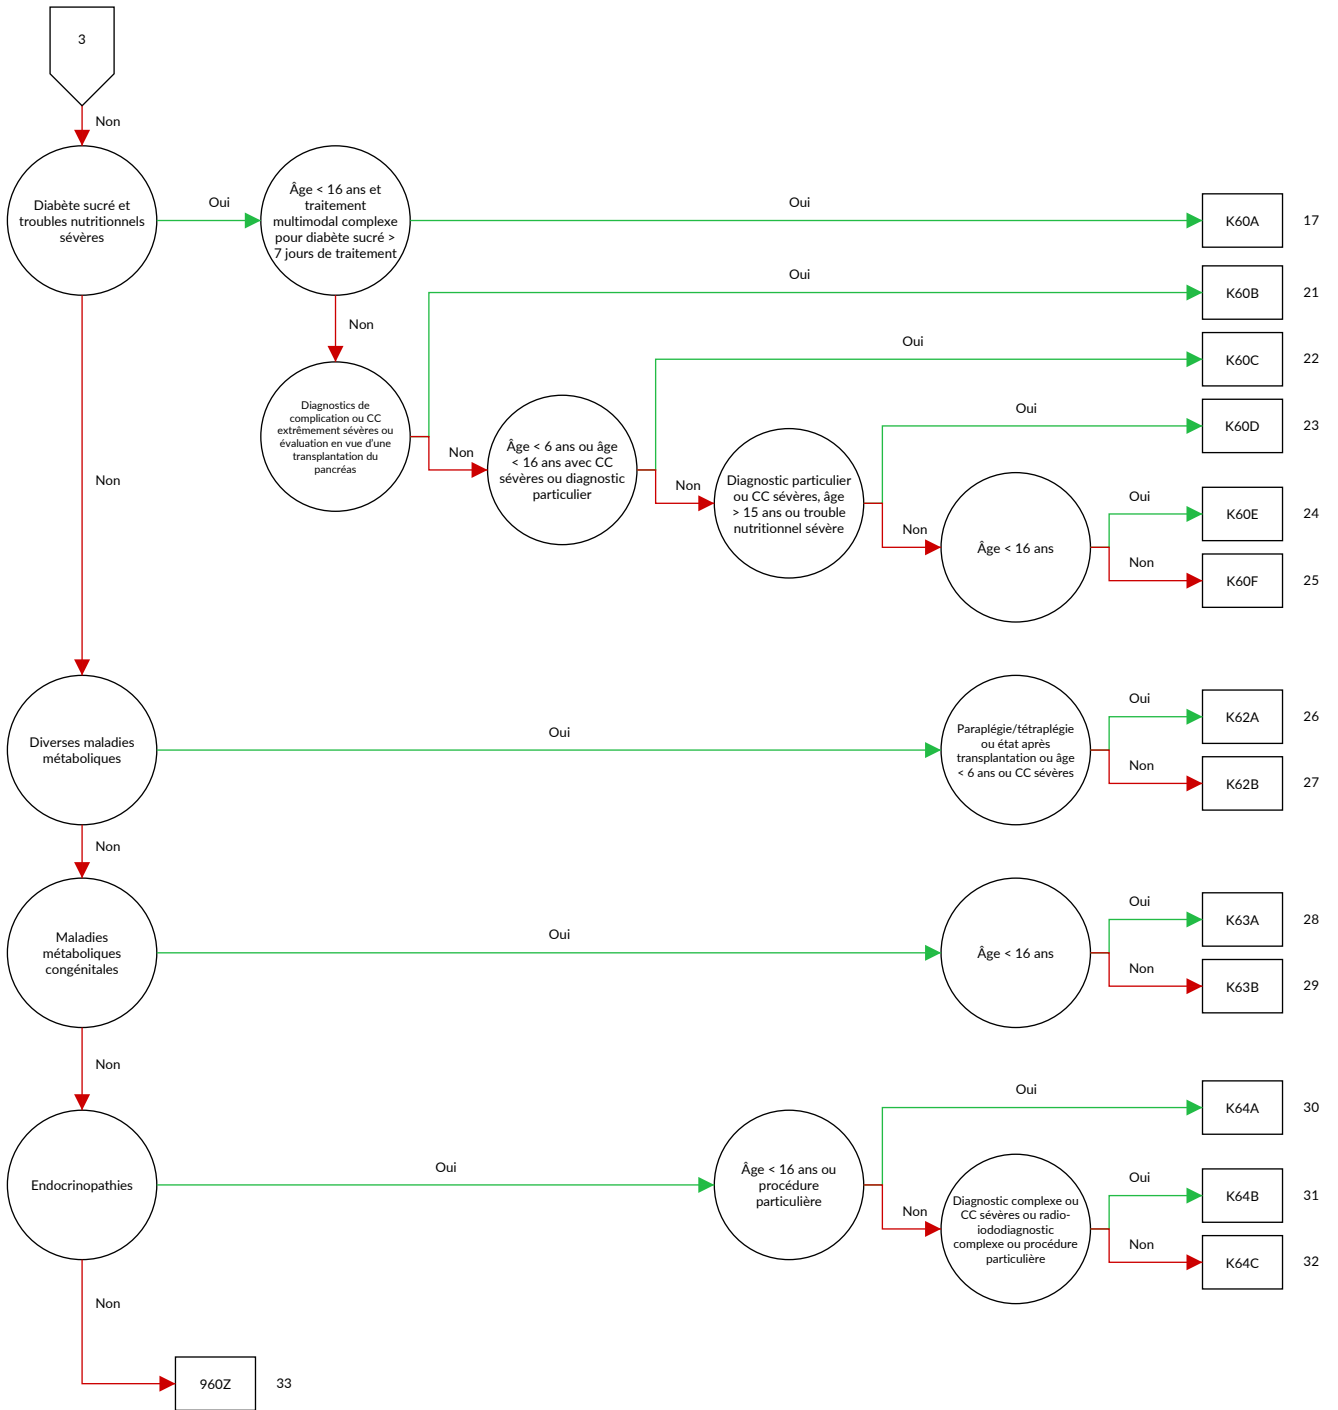 3
Non
Diabète sucré et
troubles nutritionnels
sévères
Oui
Âge < 16 ans et
traitement
multimodal complexe
pour diabète sucré >
7 jours de traitement
Oui
K60A
17
Non
Oui
K60B
21
Diagnostics de
complication ou CC
extrêmement sévères ou
évaluation en vue d'une
transplantation du
pancréas
Non
Âge < 6 ans ou âge
< 16 ans avec CC
sévères ou diagnostic
particulier
Oui
K60C
22
Non
Diagnostic particulier
ou CC sévères, âge
> 15 ans ou trouble
nutritionnel sévère
Oui
K60D
23
Non
Âge < 16 ans
Oui
K60E
24
Non
K60F
25
Non
Diverses maladies
métaboliques
Oui
Paraplégie/tétraplégie
ou état après
transplantation ou âge
< 6 ans ou CC sévères
Oui
K62A
26
Non
K62B
27
Non
Maladies
métaboliques
congénitales
Oui
Âge < 16 ans
Oui
K63A
28
Non
K63B
29
Non
Endocrinopathies
Oui
Âge < 16 ans ou
procédure
particulière
Oui
K64A
30
Non
Diagnostic complexe ou
CC sévères ou radio-
iododiagnostic
complexe ou procédure
particulière
Oui
K64B
31
Non
K64C
32
Non
960Z
33